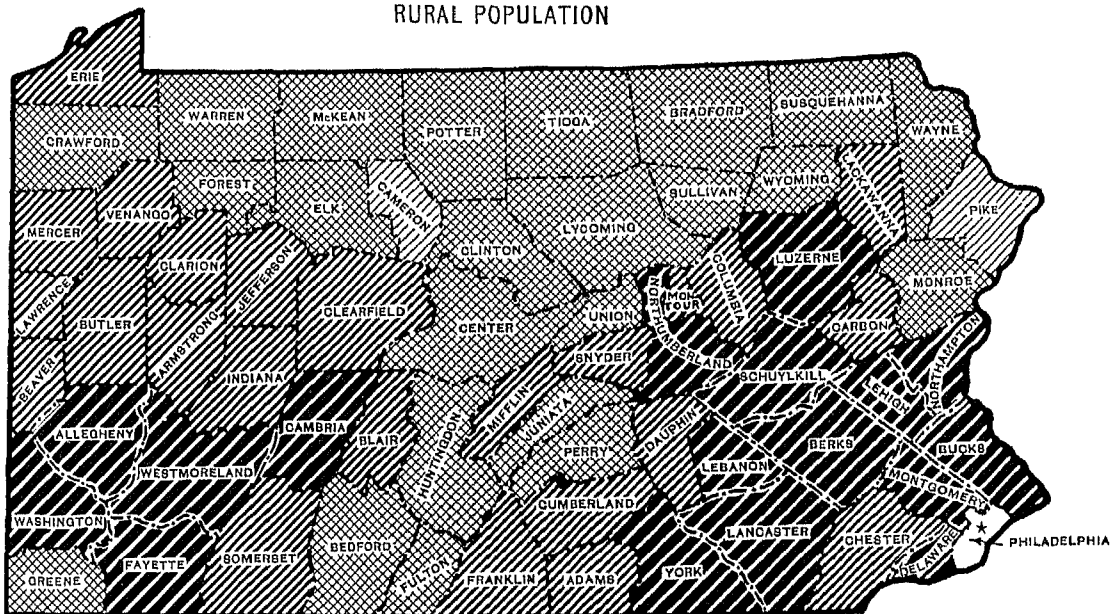 RURAL POPULATION
ERIE
CRAWFORD
WARREN
McKEAN
POTTER
TIOGA
BRADFORD
SUSQUEHANNA
WAYNE
FOREST
ELK
CAMERON
SULLIVAN
WYOMING
LACKAWANNA
PIKE
MERCER
VENANGO
CLARION
JEFFERSON
CLINTON
LYCOMING
COLUMBIA
LUZERNE
MONROE
LAWRENCE
BUTLER
ARMSTRONG
CLEARFIELD
CENTER
UNION
MON
TOUR
NORTHUMBERLAND
CARBON
NORTHAMPTON
BEAVER
INDIANA
SNYDER
SCHUYLKILL
LEHIGH
ALLEGHENY
CAMBRIA
BLAIR
HUNTINGDON
MIFFLIN
JUNIATA
PERRY
DAUPHIN
LEBANON
BERKS
BUCKS
MONTGOMERY
WASHINGTON
WESTMORELAND
CUMBERLAND
LANCASTER
CHESTER
DELAWARE
PHILADELPHIA
GREENE
FAYETTE
SOMERSET
BEDFORD
FULTON
FRANKLIN
ADAMS
YORK